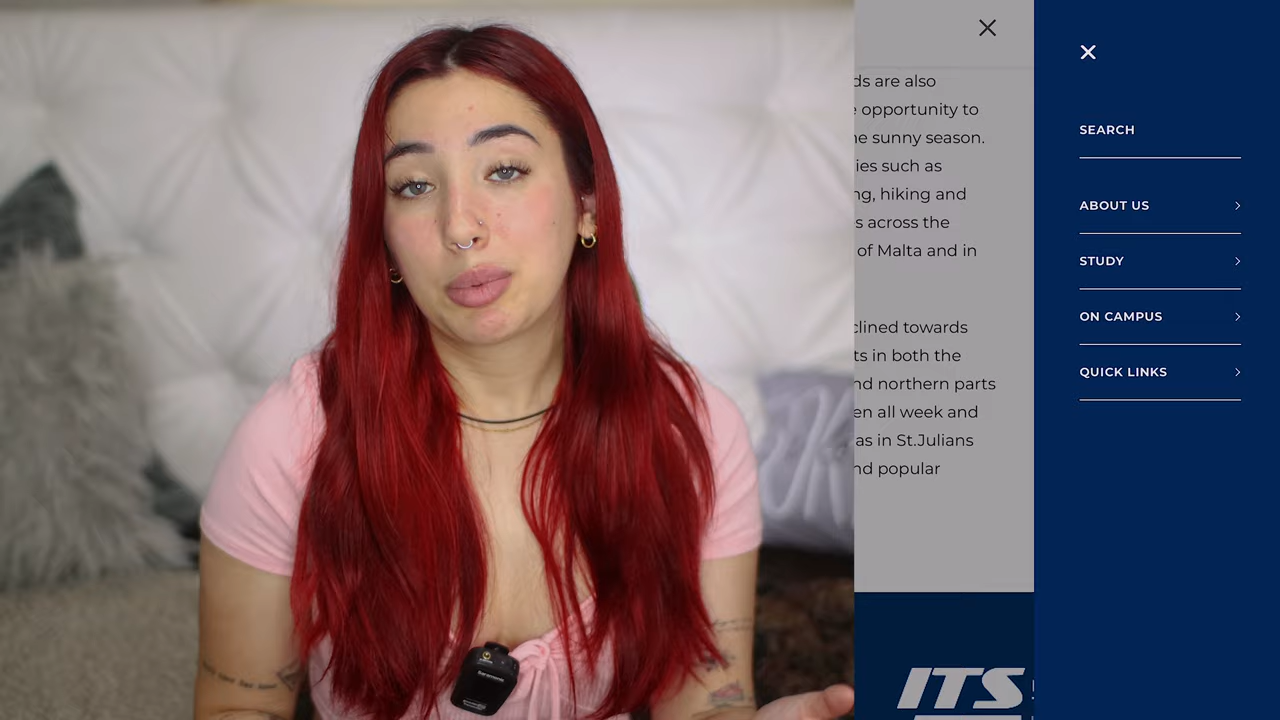 ds are also
opportunity to
ne sunny season.
ies such as
ng, hiking and
s across the
of Malta and in
clined towards
ts in both the
nd northern parts
en all week and
as in St.Julians
nd popular
ITS
SEARCH
ABOUT US
STUDY
ON CAMPUS
QUICK LINKS